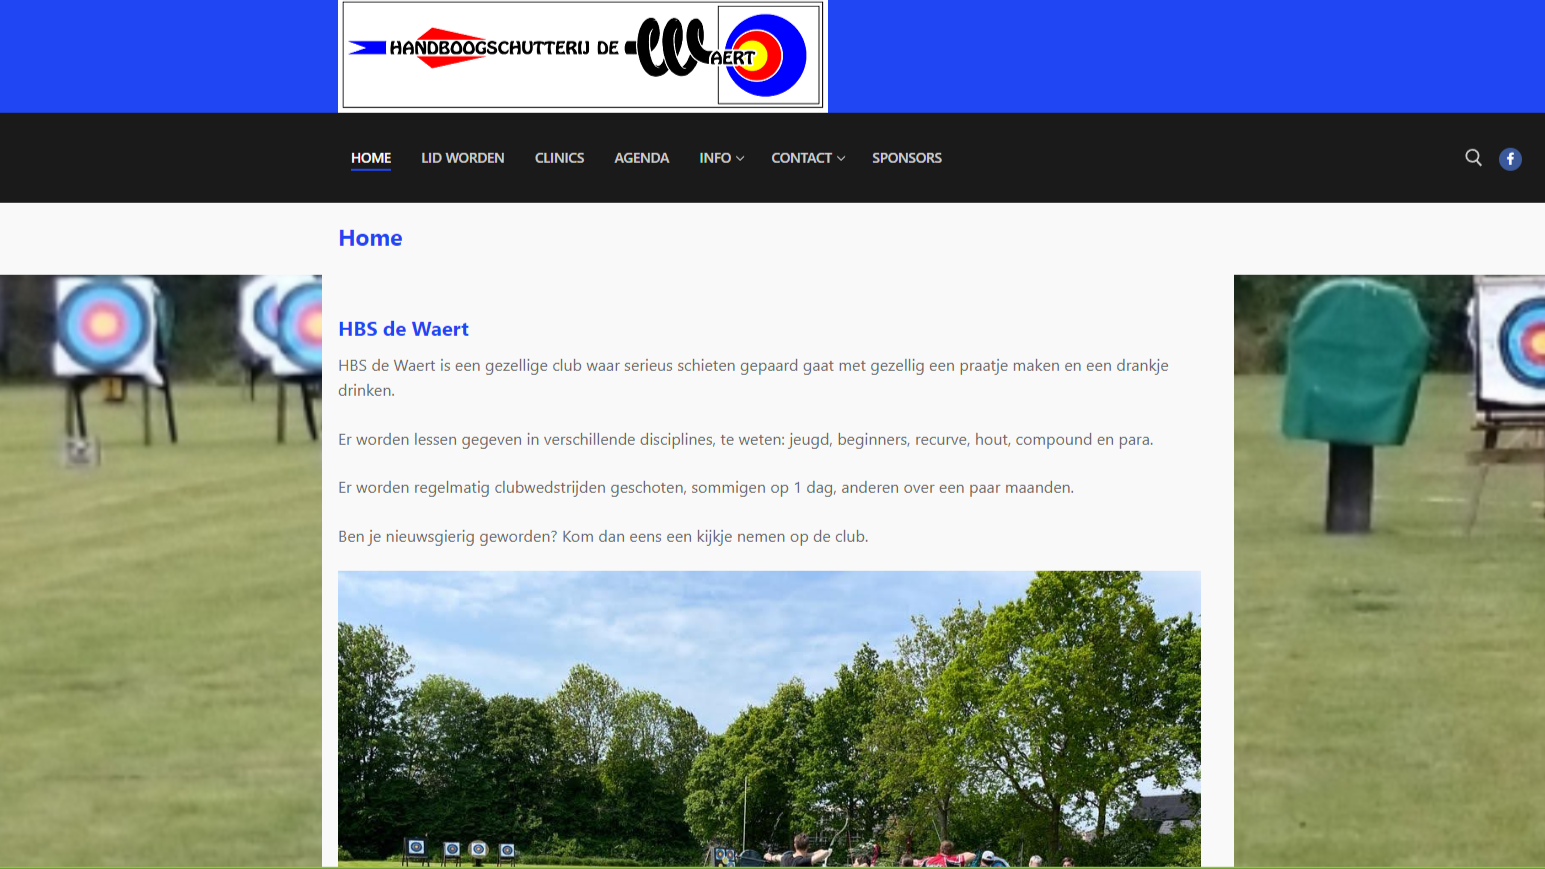 HANDBOOGSCHUTTERIJ DE WAERT
HOME LID WORDEN CLINICS AGENDA INFO CONTACT SPONSORS
Home
HBS de Waert
HBS de Waert is een gezellige club waar serieus schieten gepaard gaat met gezellig een praatje maken en een drankje
drinken.
Er worden lessen gegeven in verschillende disciplines, te weten: jeugd, beginners, recurve, hout, compound en para.
Er worden regelmatig clubwedstrijden geschoten, sommigen op 1 dag, anderen over een paar maanden.
Ben je nieuwsgierig geworden? Kom dan eens een kijkje nemen op de club.